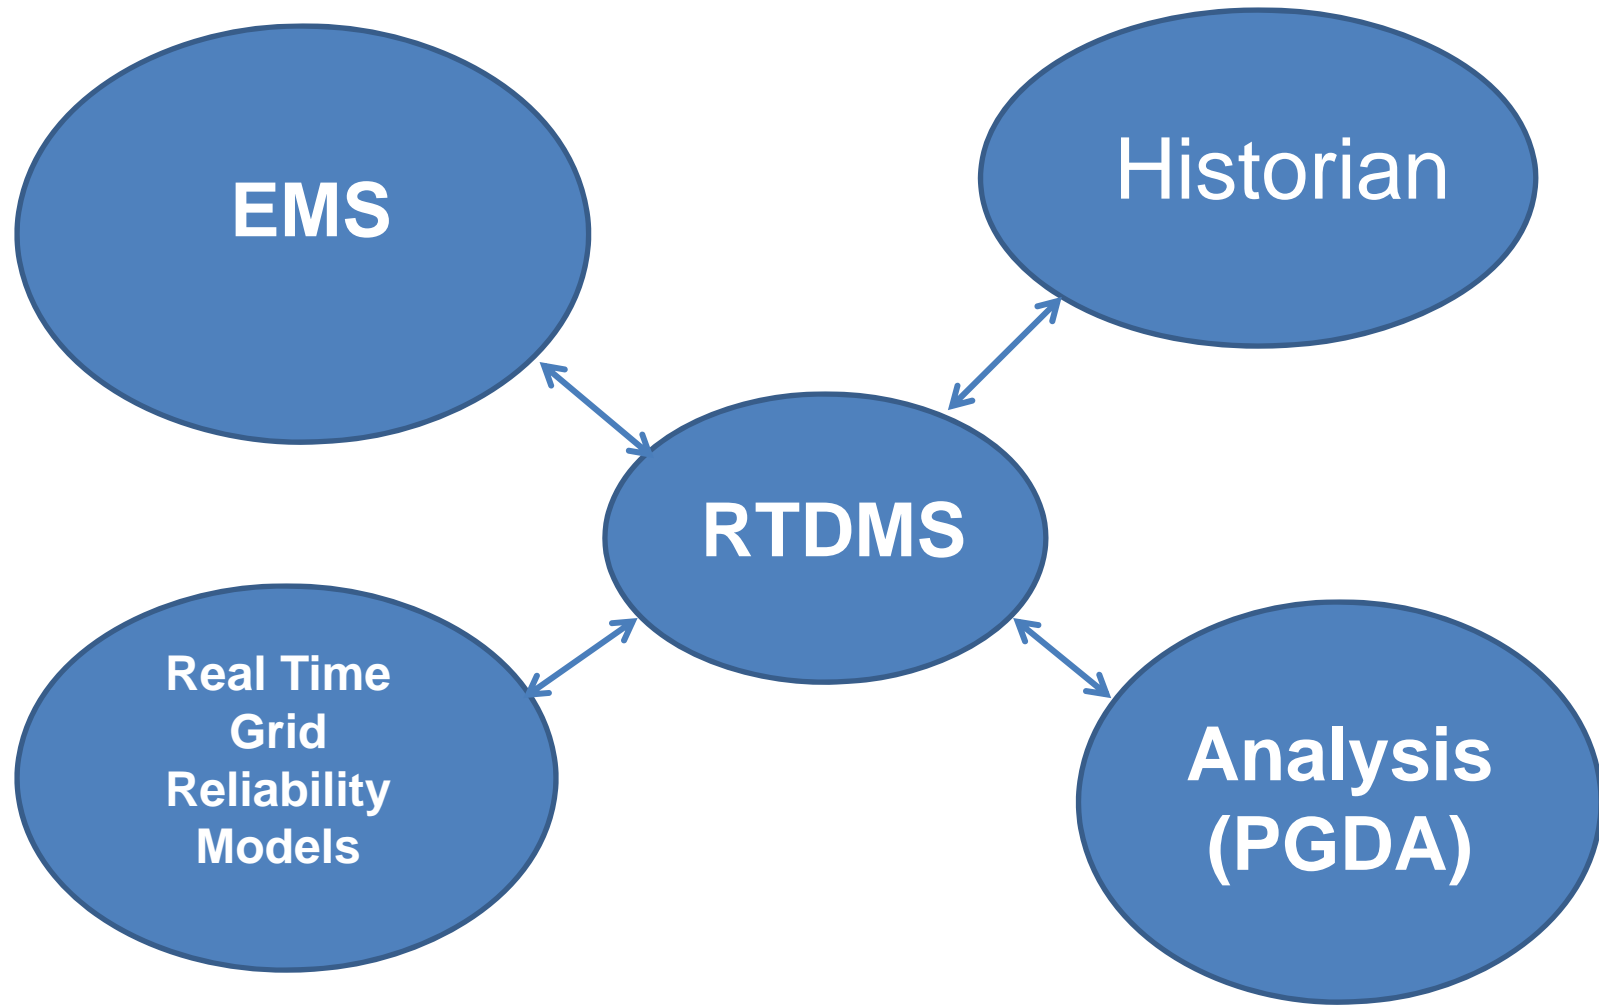 EMS
Historian
RTDMS
Real Time
Grid
Reliability
Models
Analysis
(PGDA)